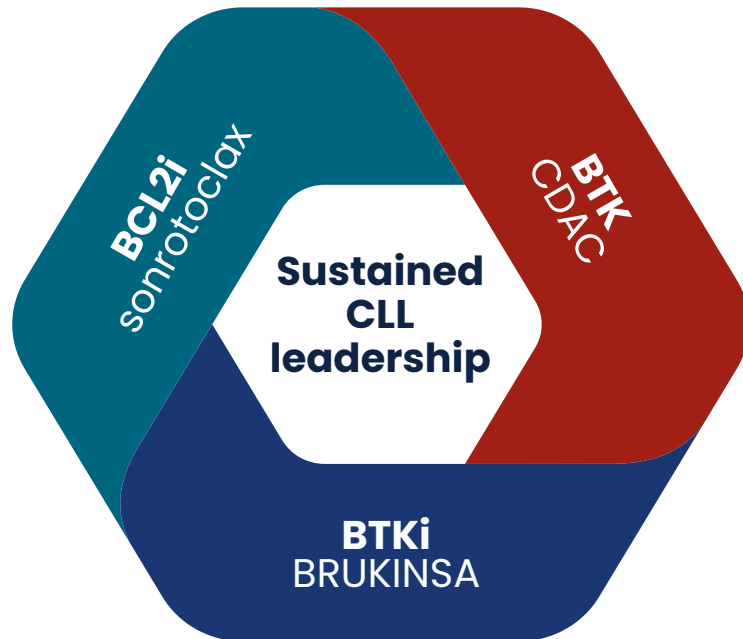 BCL2i
sonrotoclax
BTK
CDAC
Sustained
CLL
leadership
BTKi
BRUKINSA